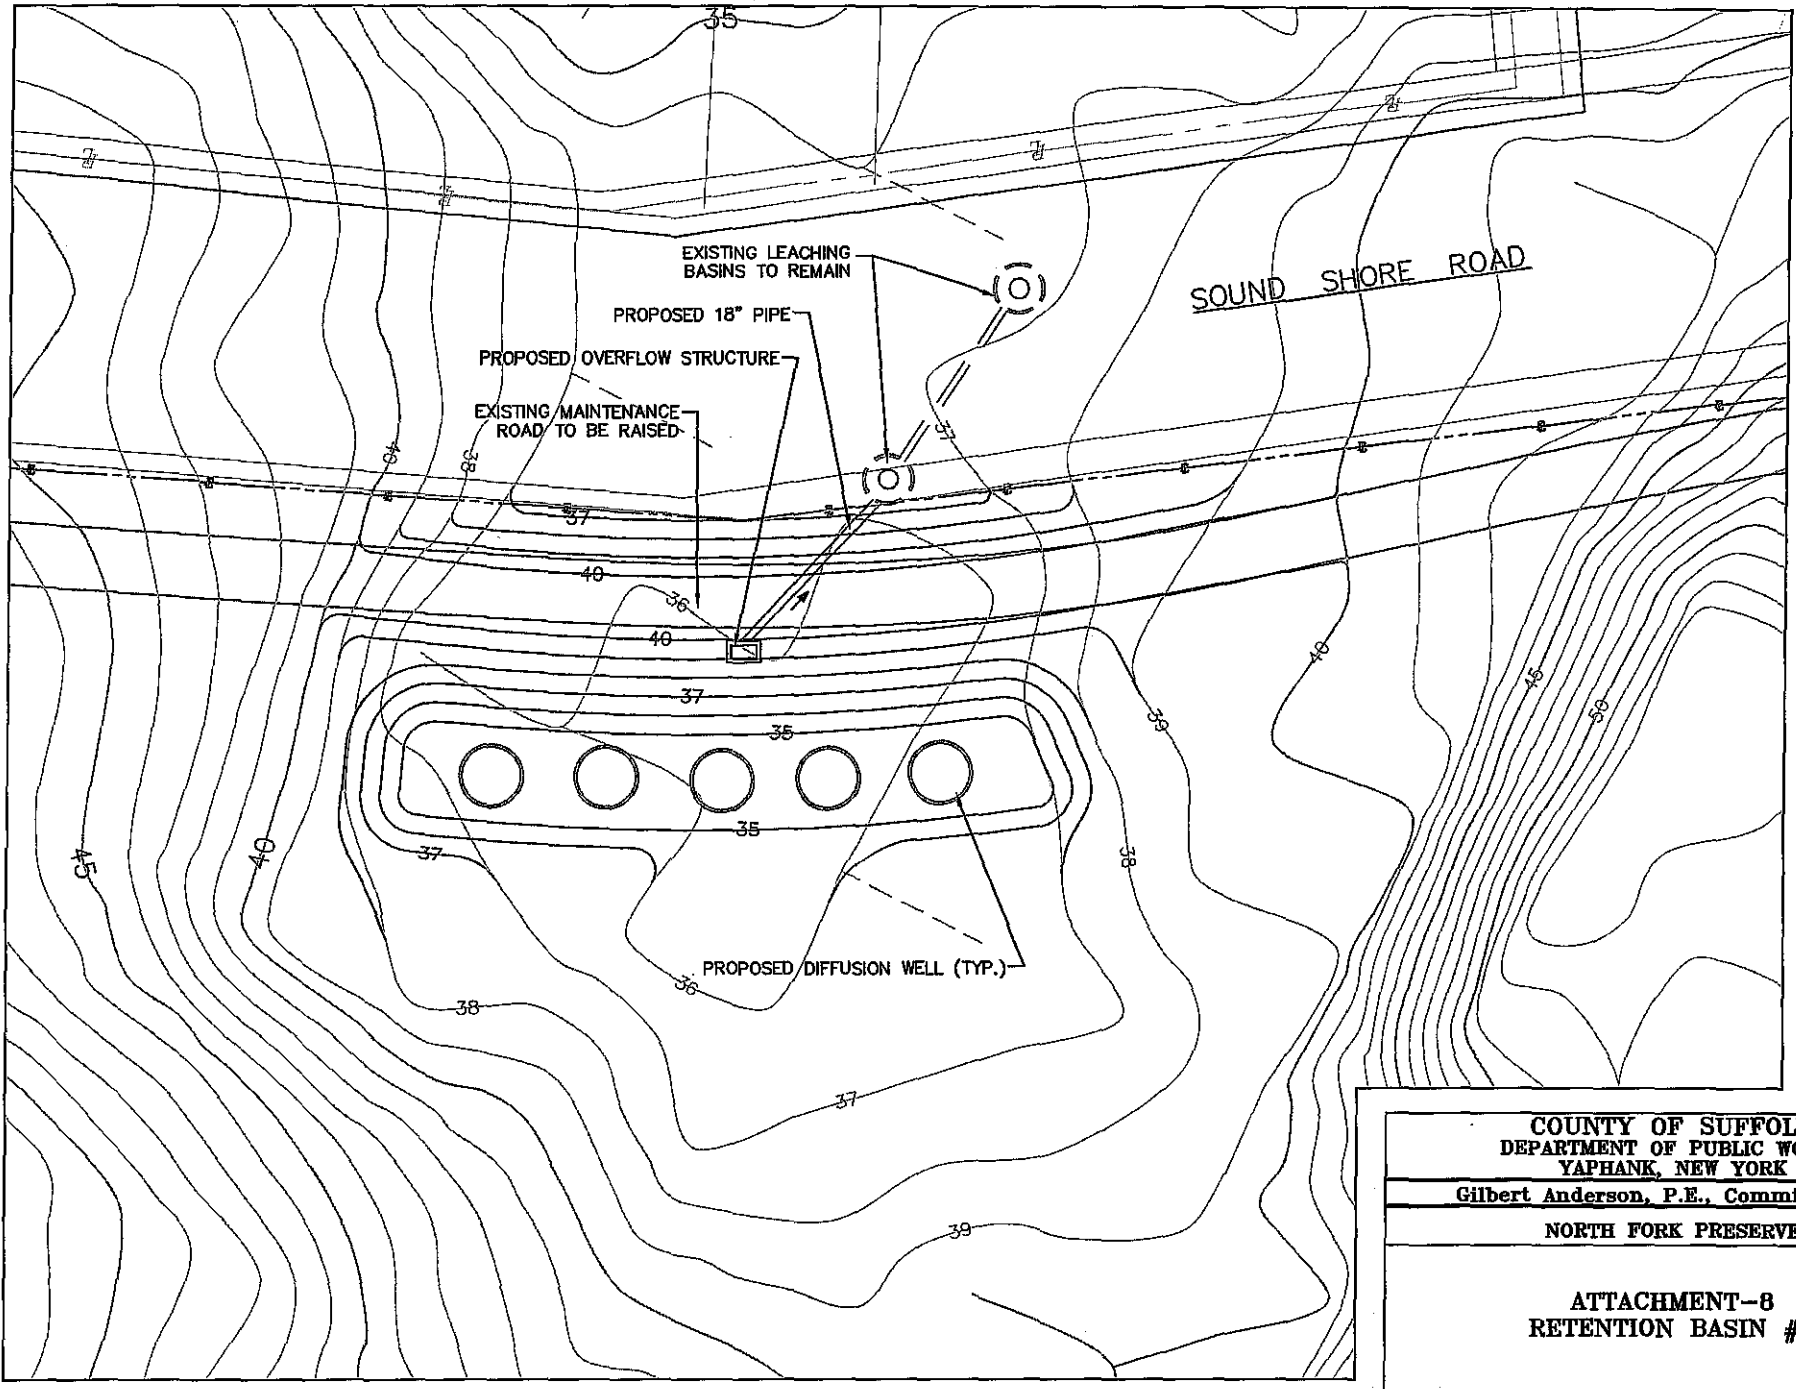 35
EXISTING LEACHING
BASINS TO REMAIN
SOUND SHORE ROAD
PROPOSED 18" PIPE
PROPOSED OVERFLOW STRUCTURE
EXISTING MAINTENANCE
ROAD TO BE RAISED
37
40
38
37
40
36
40
37
35
39
40
45
50
35
37
38
40
45
PROPOSED DIFFUSION WELL (TYP.)
36
38
37
39
COUNTY OF SUFFOL
DEPARTMENT OF PUBLIC
YAPHANK, NEW YORK
Gilbert Anderson, P.E.,
NORTH FORK PRESERVE
ATTACHMENT-8
RETENTION BASIN #